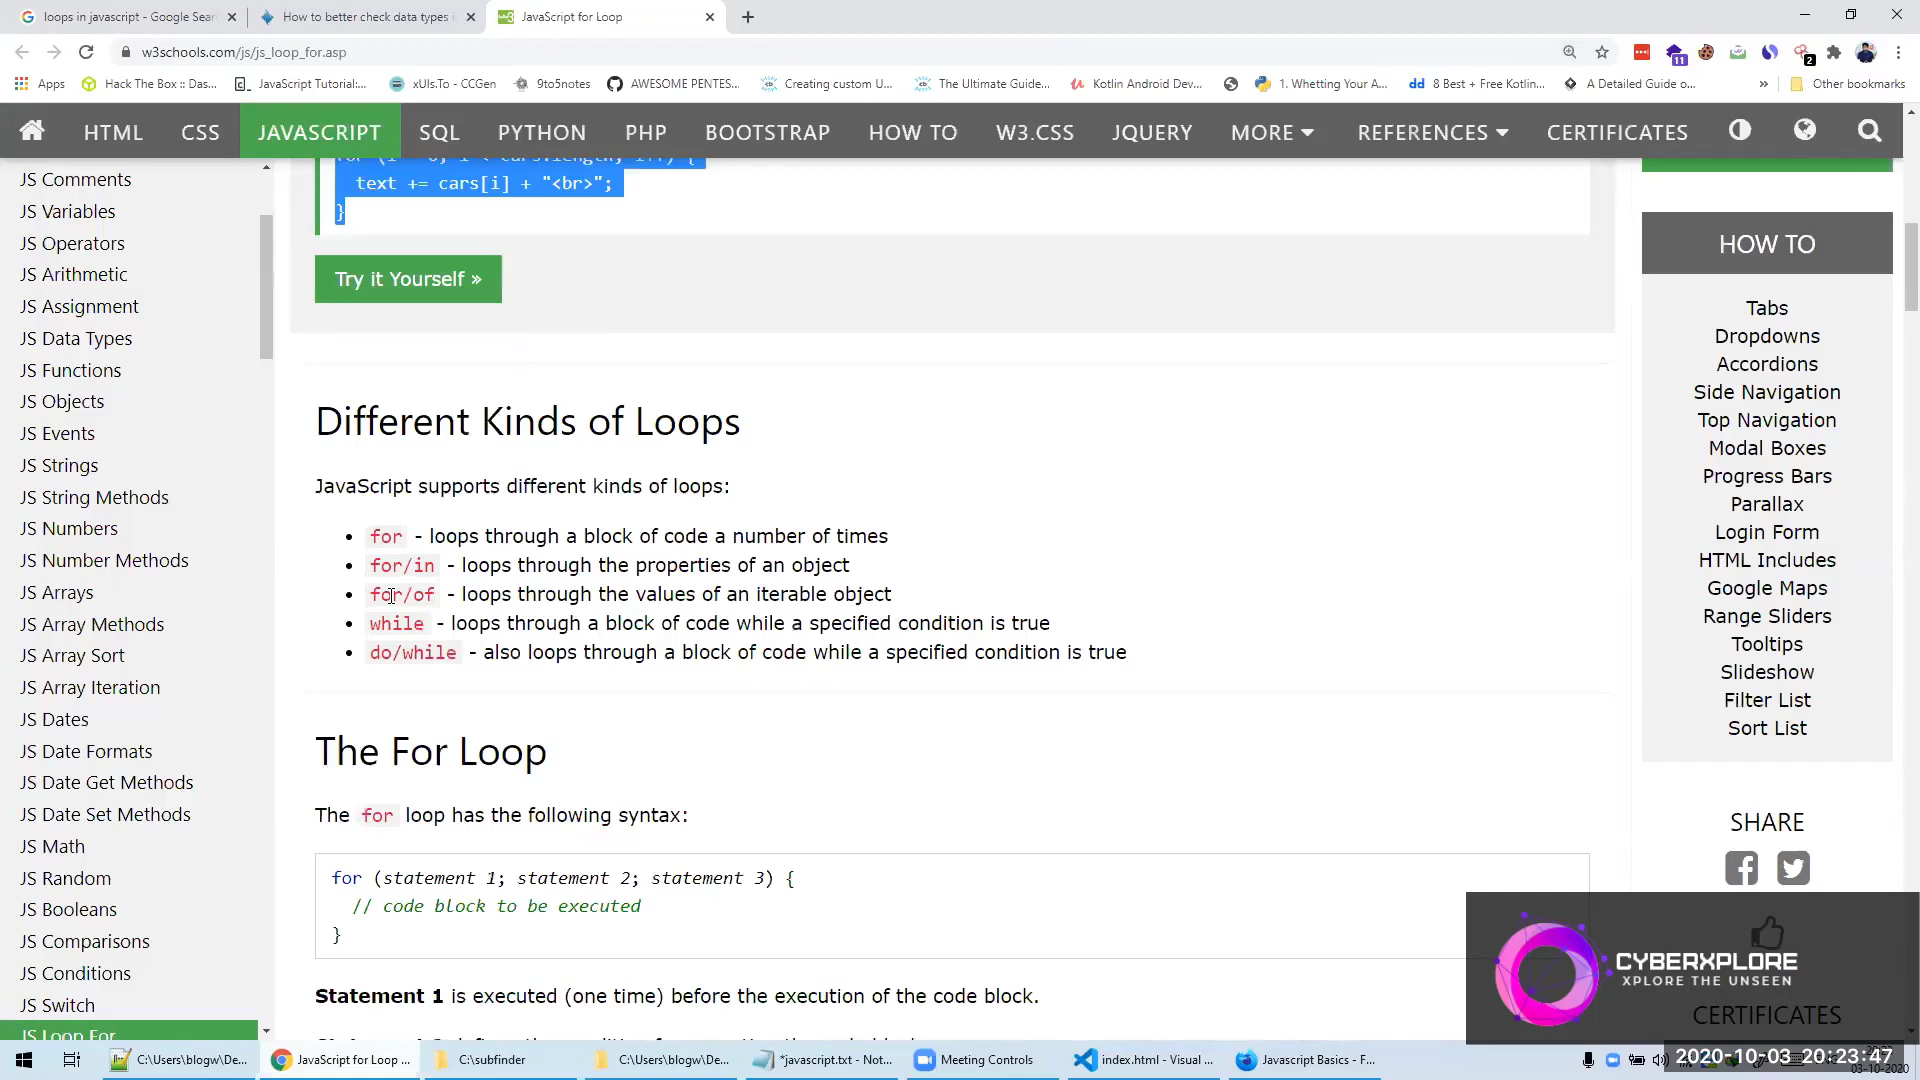 loops in javascript - Google Sear
How to better check data types i
JavaScript for Loop
w3schools.com/js/js_loop_for.asp
11
2
Apps
Hack The Box :: Das...
JavaScript Tutorial:...
xUIs.To - CCGen
9to5notes
AWESOME PENTES...
Creating custom U...
The Ultimate Guide...
Kotlin Android Dev...
1. Whetting Your A...
8 Best + Free Kotlin...
A Detailed Guide o...
Other bookmarks
HTML
CSS
JAVASCRIPT
SQL
PYTHON
PHP
BOOTSTRAP
HOW TO
W3.CSS
JQUERY
MORE
REFERENCES
CERTIFICATES
JS Comments
JS Variables
JS Operators
JS Arithmetic
JS Assignment
JS Data Types
JS Functions
JS Objects
JS Events
JS Strings
JS String Methods
JS Numbers
JS Number Methods
JS Arrays
JS Array Methods
JS Array Sort
JS Array Iteration
JS Dates
JS Date Formats
JS Date Get Methods
JS Date Set Methods
JS Math
JS Random
JS Booleans
JS Comparisons
JS Conditions
JS Switch
JS Loop For
text += cars[i] + "<br>";
}
Try it Yourself »
Different Kinds of Loops
JavaScript supports different kinds of loops:
• for - loops through a block of code a number of times
• for/in - loops through the properties of an object
• for/of - loops through the values of an iterable object
• while - loops through a block of code while a specified condition is true
• do/while - also loops through a block of code while a specified condition is true
The For Loop
The for loop has the following syntax:
for (statement 1; statement 2; statement 3) {
// code block to be executed
}
Statement 1 is executed (one time) before the execution of the code block.
HOW TO
Tabs
Dropdowns
Accordions
Side Navigation
Top Navigation
Modal Boxes
Progress Bars
Parallax
Login Form
HTML Includes
Google Maps
Range Sliders
Tooltips
Slideshow
Filter List
Sort List
SHARE
CYBERXPLORE
XPLORE THE UNSEEN
CERTIFICATES
C:\Users\blogw\De...
JavaScript for Loop ...
C:\subfinder
C:\Users\blogw\De...
*javascript.txt - Not...
Meeting Controls
index.html - Visual ...
Javascript Basics - F...
2020-10-03 20:23:47
03-10-2020